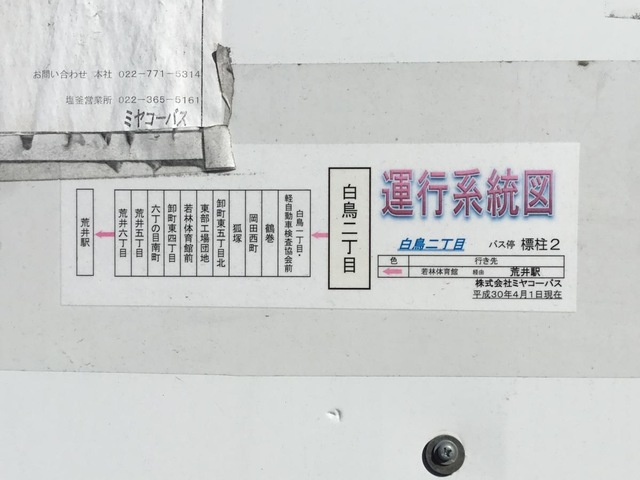 お問い合わせ 本社 022-771-5314
塩釜営業所 022-365-5161
ミヤコーバス
運行系統図
白鳥二丁目 バス停 標柱2
色 行き先
若林体育館 経由 荒井駅
株式会社ミヤコーバス
平成30年4月1日現在
白鳥二丁目
白鳥一丁目・
軽自動車検査協会前
鶴巻
岡田西町
狐塚
卸町東五丁目北
東部工場団地
若林体育館前
卸町東四丁目
六丁の目南町
荒井五丁目
荒井六丁目
荒井駅